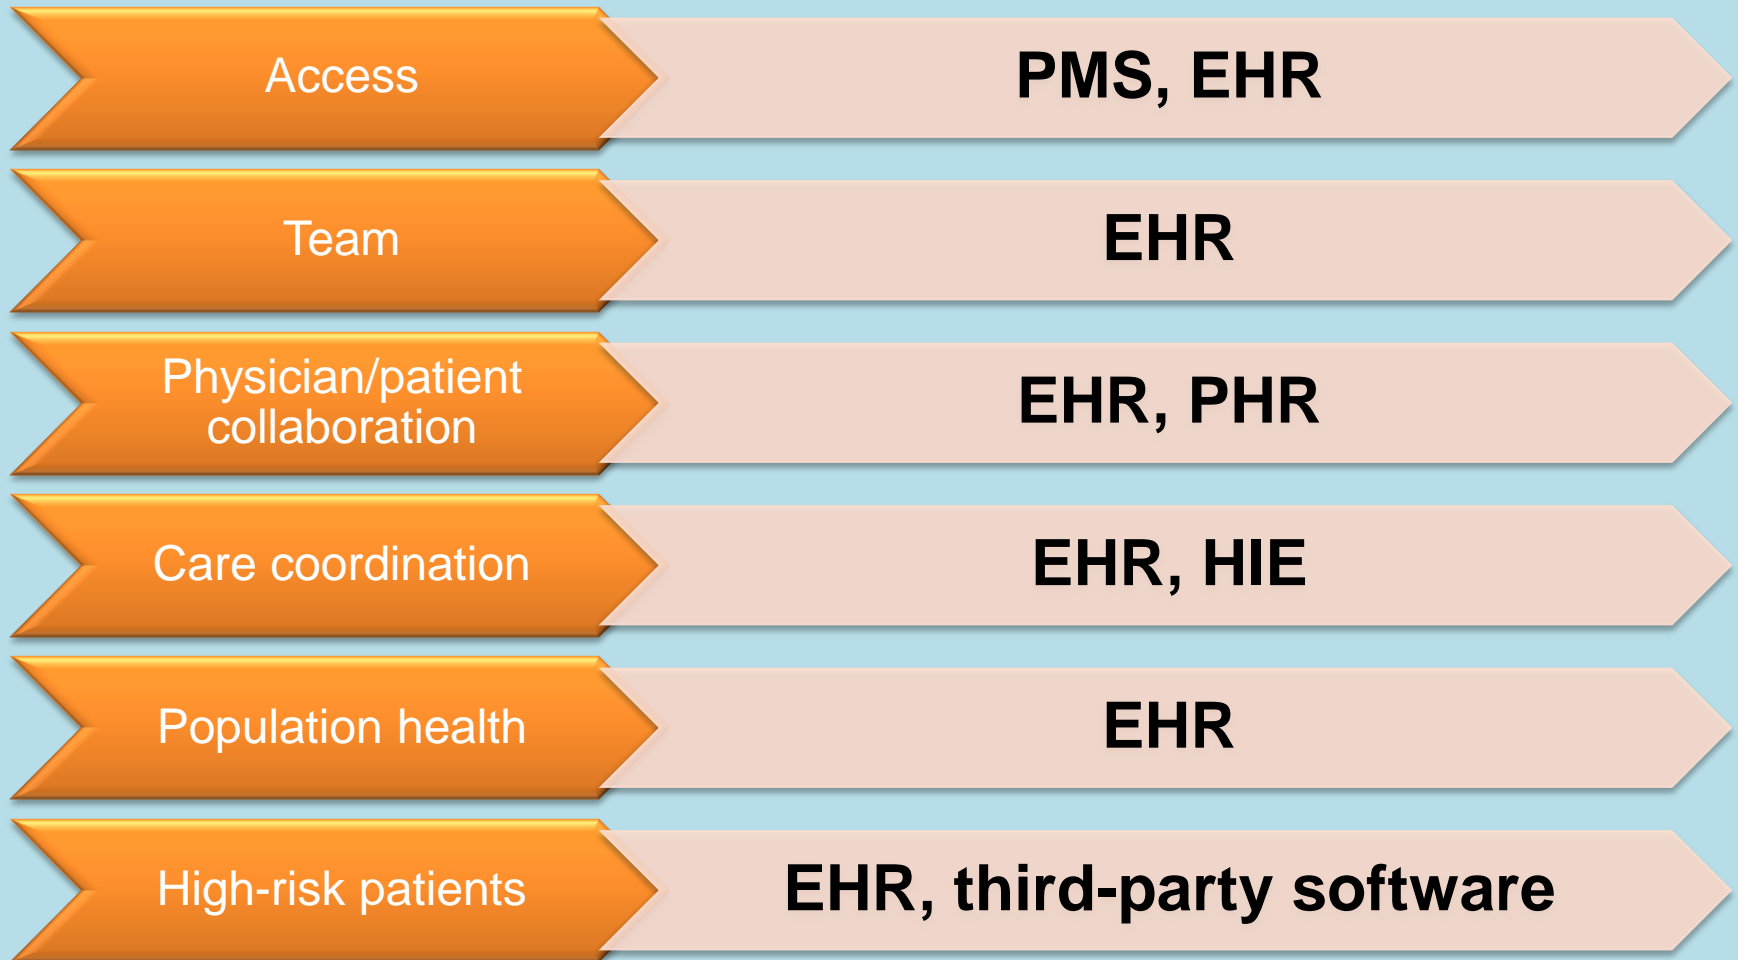 Access
PMS, EHR
Team
EHR
Physician/patient
collaboration
EHR, PHR
Care coordination
EHR, HIE
Population health
EHR
High-risk patients
EHR, third-party software